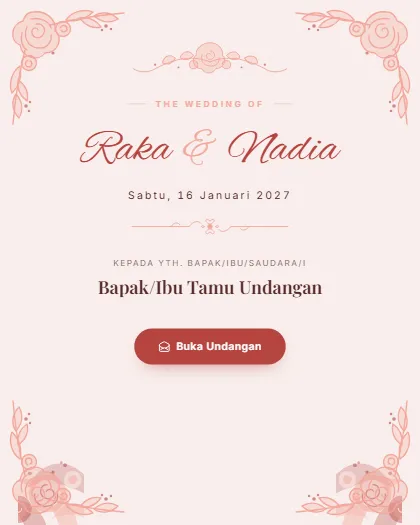 THE WEDDING OF
Raka & Nadia
Sabtu, 16 Januari 2027
KEPADA YTH. BAPAK/IBU/SAUDARA/I
Bapak/Ibu Tamu Undangan
Buka Undangan